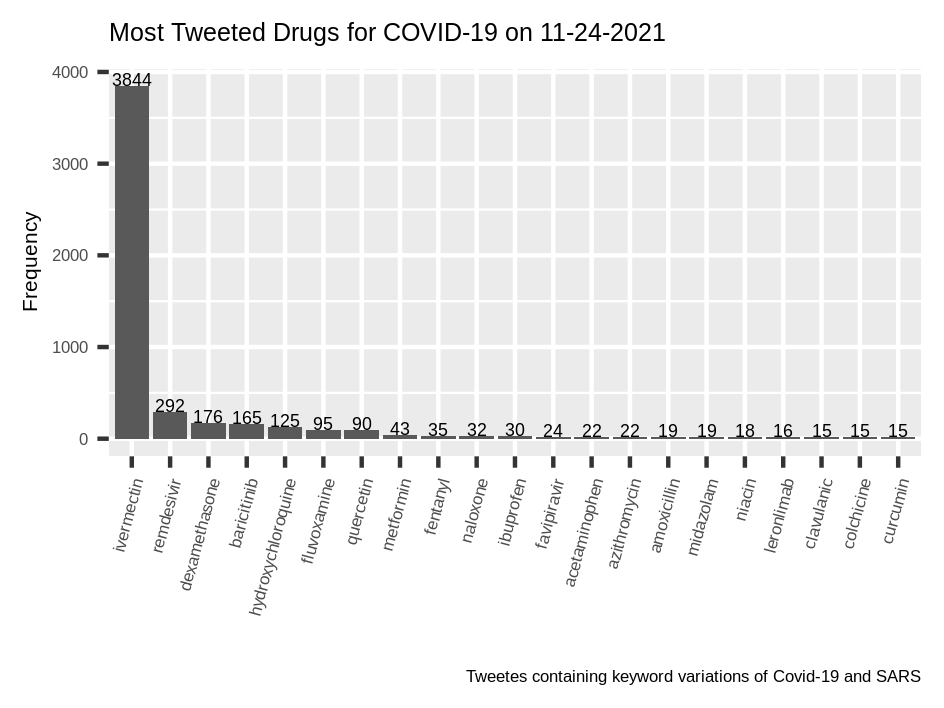 Most Tweeted Drugs for COVID-19 on 11-24-2021
Frequency
4000
3000
2000
1000
0
3844
292
176
165
125
95
90
43
35
32
30
24
22
22
19
19
18
16
15
15
15
ivermectin
remdesivir
dexamethasone
baricitinib
hydroxychloroquine
fluvoxamine
quercetin
metformin
fentanyl
naloxone
ibuprofen
favipiravir
acetaminophen
azithromycin
amoxicillin
midazolam
niacin
leronlimab
clavulanic
colchicine
curcumin
Tweetes containing keyword variations of Covid-19 and SARS